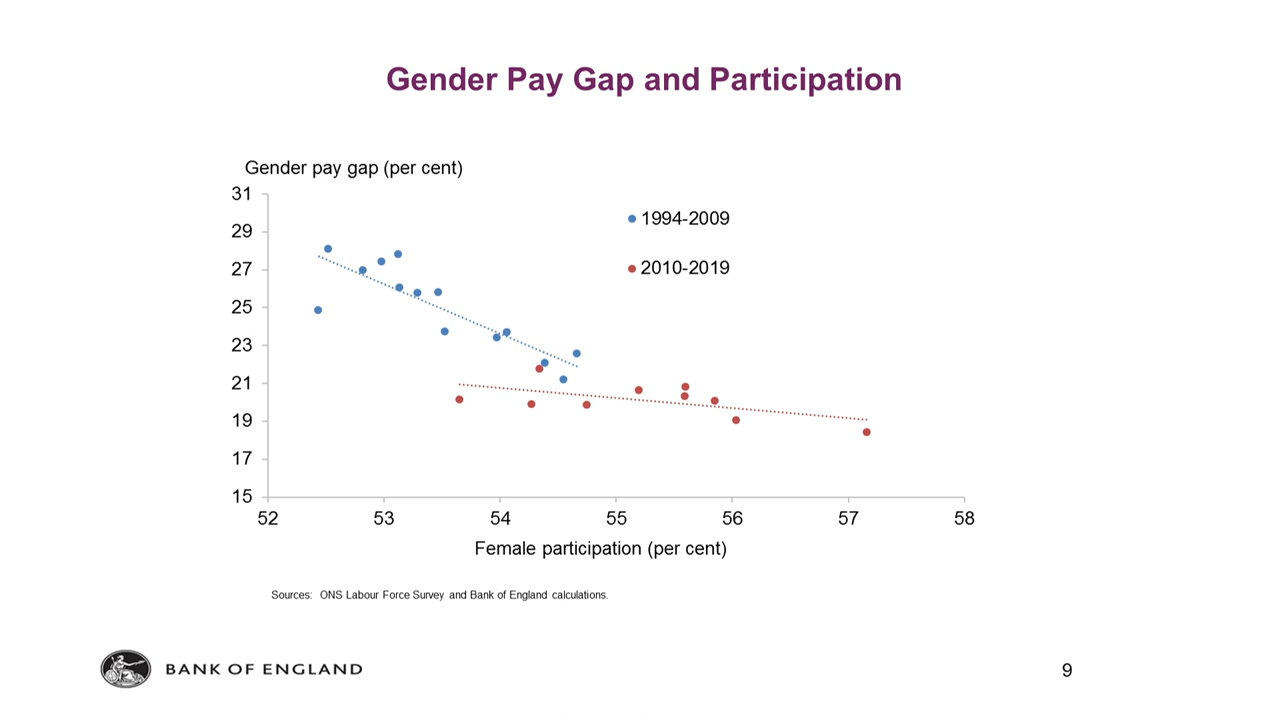 Gender Pay Gap and Participation
Gender pay gap (per cent)
31
29
27
25
23
21
19
17
15
1994-2009
2010-2019
52 53 54 55 56 57 58
Female participation (per cent)
Sources: ONS Labour Force Survey and Bank of England calculations.
BANK OF ENGLAND
9